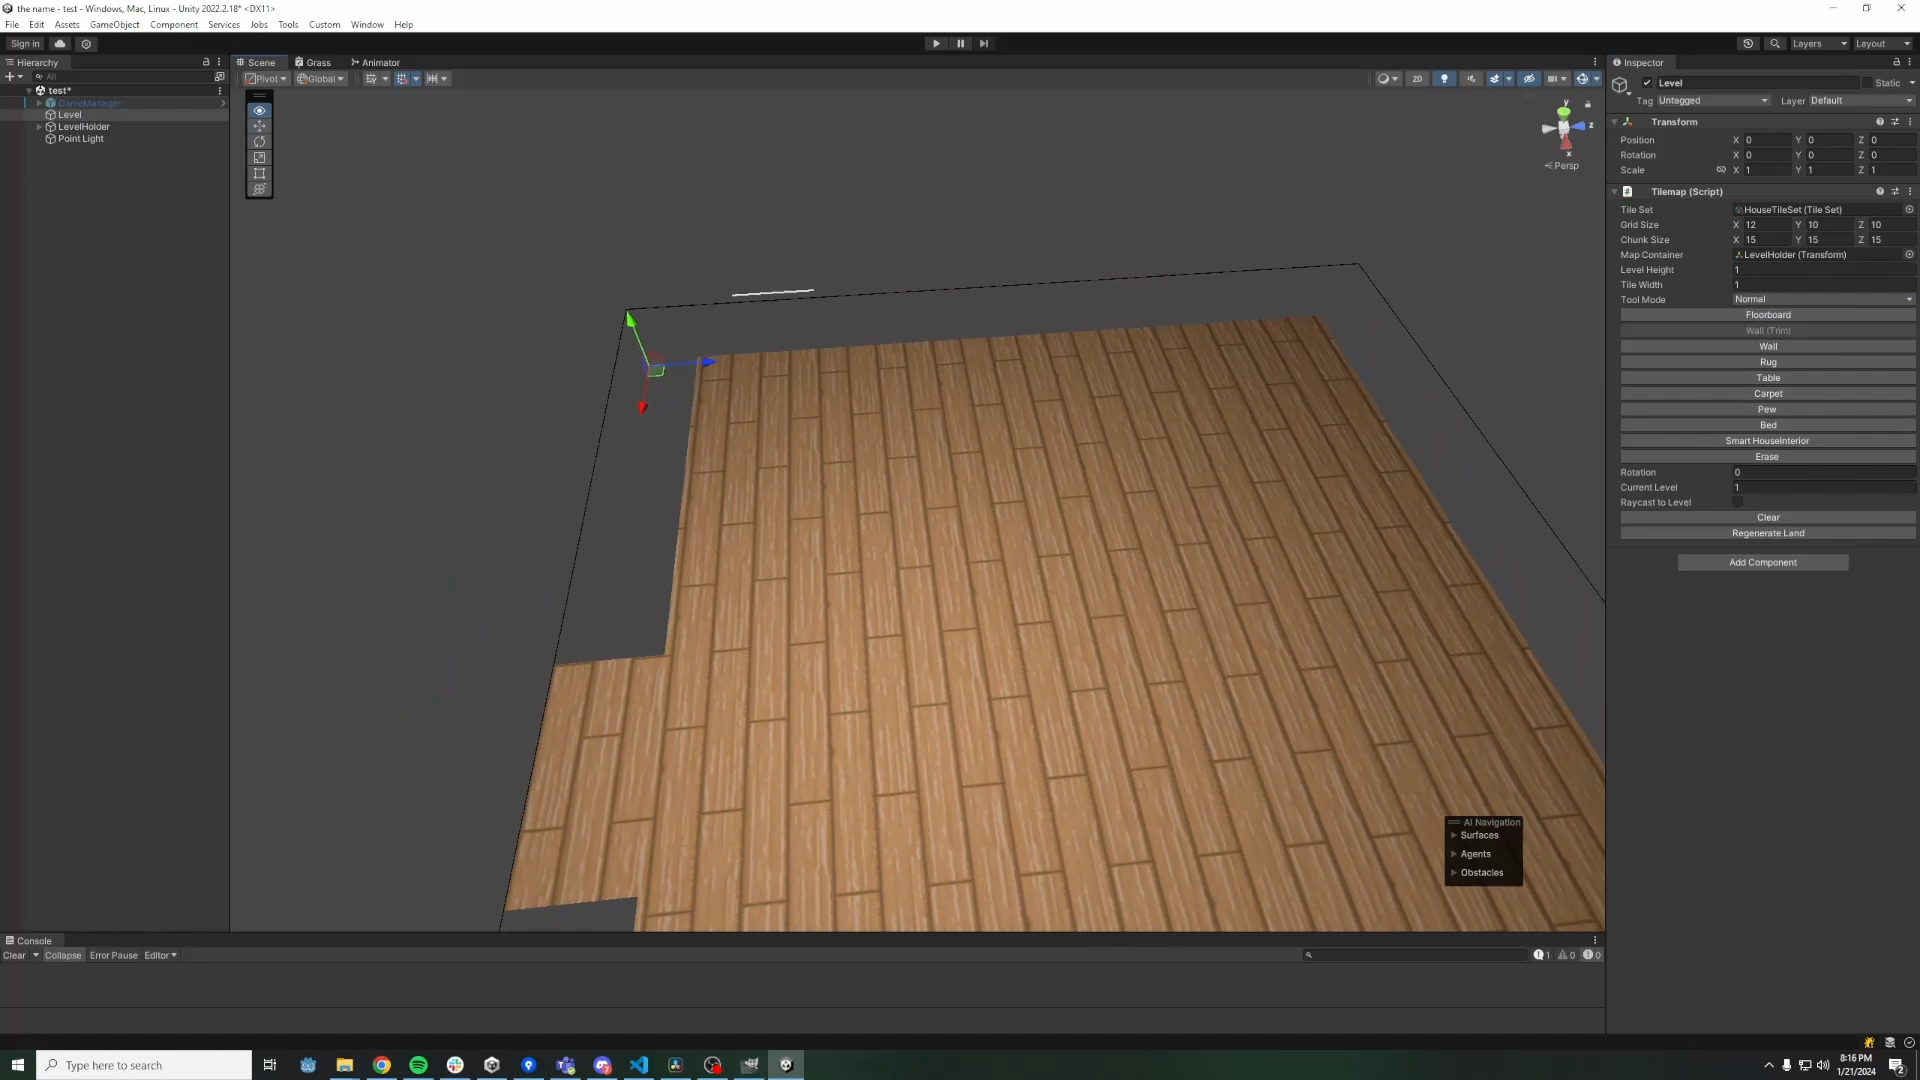 the name - test - Windows, Mac, Linux - Unity 2022.2.18* <DX11>
File Edit Assets GameObject Component Services Jobs Tools Custom Window Help
Sign in
Layers Layout
Hierarchy
All
test*
GameManager
Level
LevelHolder
Point Light
Scene Grass Animator
Pivot Global
2D
y
z
x
Persp
AI Navigation
Surfaces
Agents
Obstacles
Inspector
Level Static
Tag Untagged Layer Default
Transform
Position X 0 Y 0 Z 0
Rotation X 0 Y 0 Z 0
Scale X 1 Y 1 Z 1
Tilemap (Script)
Tile Set HouseTileSet (Tile Set)
Grid Size X 12 Y 10 Z 10
Chunk Size X 15 Y 15 Z 15
Map Container LevelHolder (Transform)
Level Height 1
Tile Width 1
Tool Mode Normal
Floorboard
Wall (Trim)
Wall
Rug
Table
Carpet
Pew
Bed
Smart HouseInterior
Erase
Rotation 0
Current Level 1
Raycast to Level
Clear
Regenerate Land
Add Component
Console
Clear Collapse Error Pause Editor
1 0 0
Type here to search
7
8:16 PM
1/21/2024
2